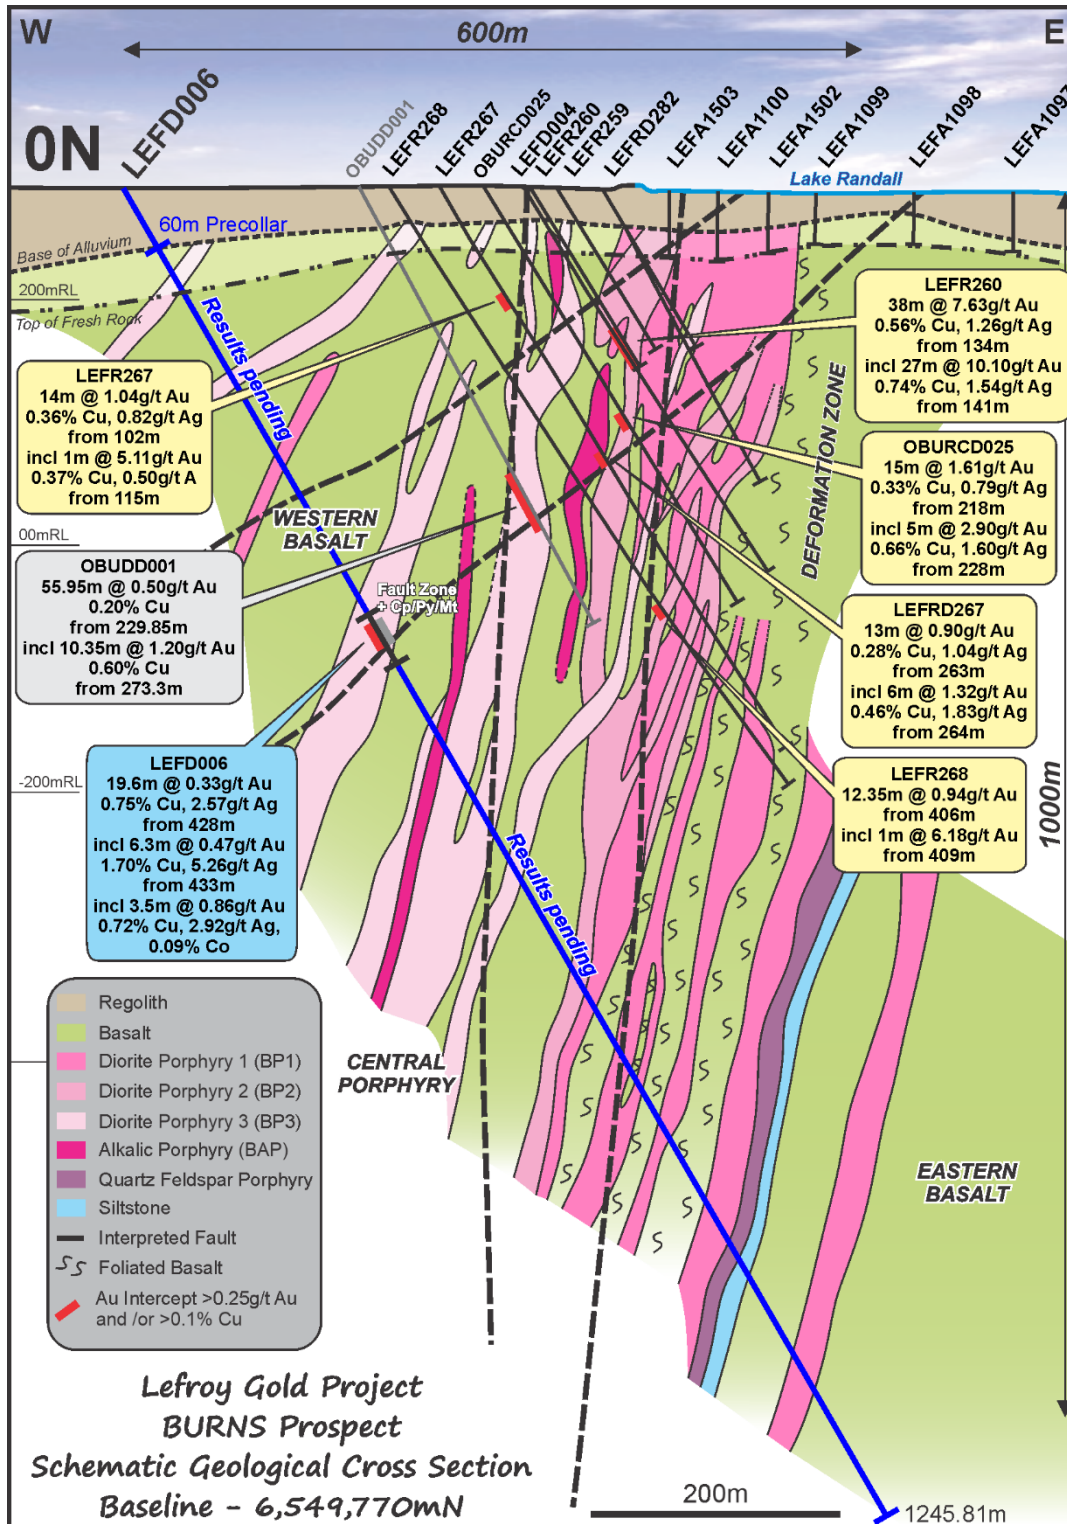 W
600m
E
0N
LEFD006
OBUDD001
LEFR268
LEFR267
OBURCD025
LEFD004
LEFR260
LEFR259
LEFRD282
LEFA1503
LEFA1100
LEFA1502
LEFA1099
LEFA1098
LEFA1097
Lake Randall
60m Precollar
Base of Alluvium
200mRL
Top of Fresh Rock
Results pending
LEFR260
38m @ 7.63g/t Au
0.56% Cu, 1.26g/t Ag
from 134m
incl 27m @ 10.10g/t Au
0.74% Cu, 1.54g/t Ag
from 141m
LEFR267
14m @ 1.04g/t Au
0.36% Cu, 0.82g/t Ag
from 102m
incl 1m @ 5.11g/t Au
0.37% Cu, 0.50g/t A
from 115m
DEFORMATION ZONE
OBURCD025
15m @ 1.61g/t Au
0.33% Cu, 0.79g/t Ag
from 218m
incl 5m @ 2.90g/t Au
0.66% Cu, 1.60g/t Ag
from 228m
WESTERN
BASALT
00mRL
OBUDD001
55.95m @ 0.50g/t Au
0.20% Cu
from 229.85m
incl 10.35m @ 1.20g/t Au
0.60% Cu
from 273.3m
Fault Zone
+ Cp/Py/Mt
LEFRD267
13m @ 0.90g/t Au
0.28% Cu, 1.04g/t Ag
from 263m
incl 6m @ 1.32g/t Au
0.46% Cu, 1.83g/t Ag
from 264m
-200mRL
LEFD006
19.6m @ 0.33g/t Au
0.75% Cu, 2.57g/t Ag
from 428m
incl 6.3m @ 0.47g/t Au
1.70% Cu, 5.26g/t Ag
from 433m
incl 3.5m @ 0.86g/t Au
0.72% Cu, 2.92g/t Ag,
0.09% Co
LEFR268
12.35m @ 0.94g/t Au
from 406m
incl 1m @ 6.18g/t Au
from 409m
1000m
Results pending
Regolith
Basalt
Diorite Porphyry 1 (BP1)
Diorite Porphyry 2 (BP2)
Diorite Porphyry 3 (BP3)
Alkalic Porphyry (BAP)
Quartz Feldspar Porphyry
Siltstone
Interpreted Fault
Foliated Basalt
Au Intercept >0.25g/t Au
and /or >0.1% Cu
CENTRAL
PORPHYRY
EASTERN
BASALT
Lefroy Gold Project
BURNS Prospect
Schematic Geological Cross Section
Baseline - 6,549,770mN
200m
1245.81m